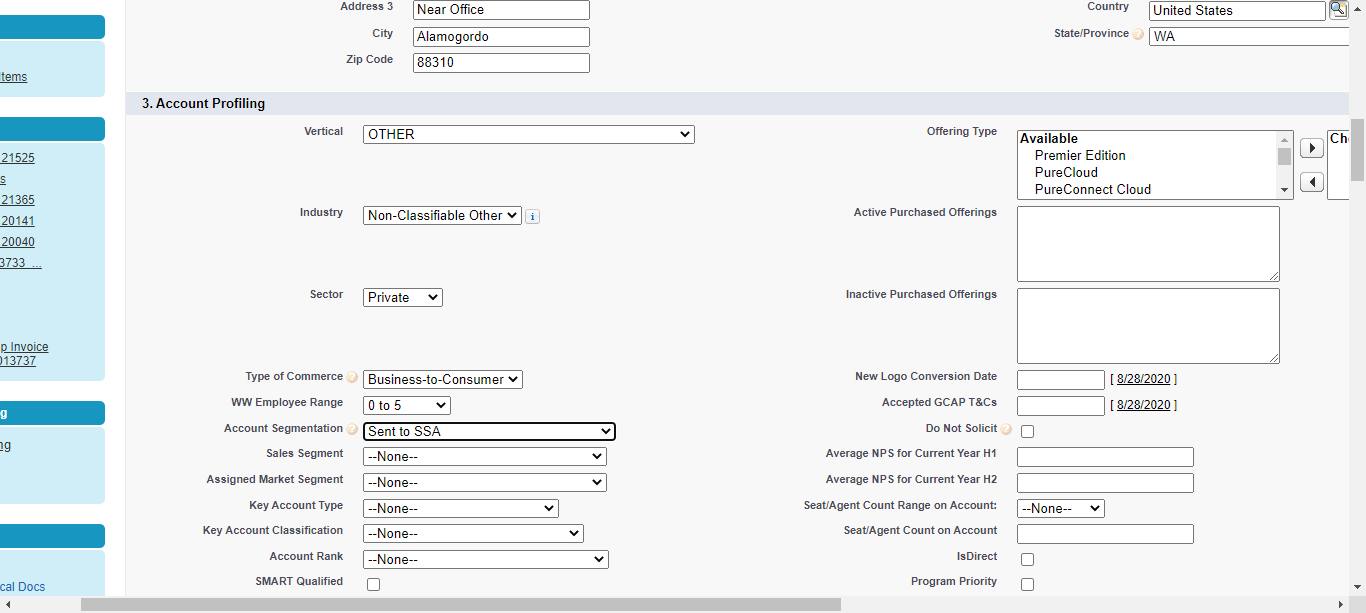 Address 3 Near Office Country United States
City Alamogordo State/Province ? WA
Zip Code 88310
tems
3. Account Profiling
Vertical OTHER Offering Type Available
Premier Edition
PureCloud
PureConnect Cloud
21525
s
21365
20141
20040
3733 ...
Industry Non-Classifiable Other i Active Purchased Offerings
Sector Private Inactive Purchased Offerings
p Invoice
013737
Type of Commerce ? Business-to-Consumer New Logo Conversion Date [ 8/28/2020 ]
WW Employee Range 0 to 5 Accepted GCAP T&Cs [ 8/28/2020 ]
g
Account Segmentation ? Sent to SSA Do Not Solicit ?
ng
Sales Segment --None-- Average NPS for Current Year H1
Assigned Market Segment --None-- Average NPS for Current Year H2
Key Account Type --None-- Seat/Agent Count Range on Account: --None--
Key Account Classification --None-- Seat/Agent Count on Account
Account Rank --None-- IsDirect
SMART Qualified Program Priority
cal Docs